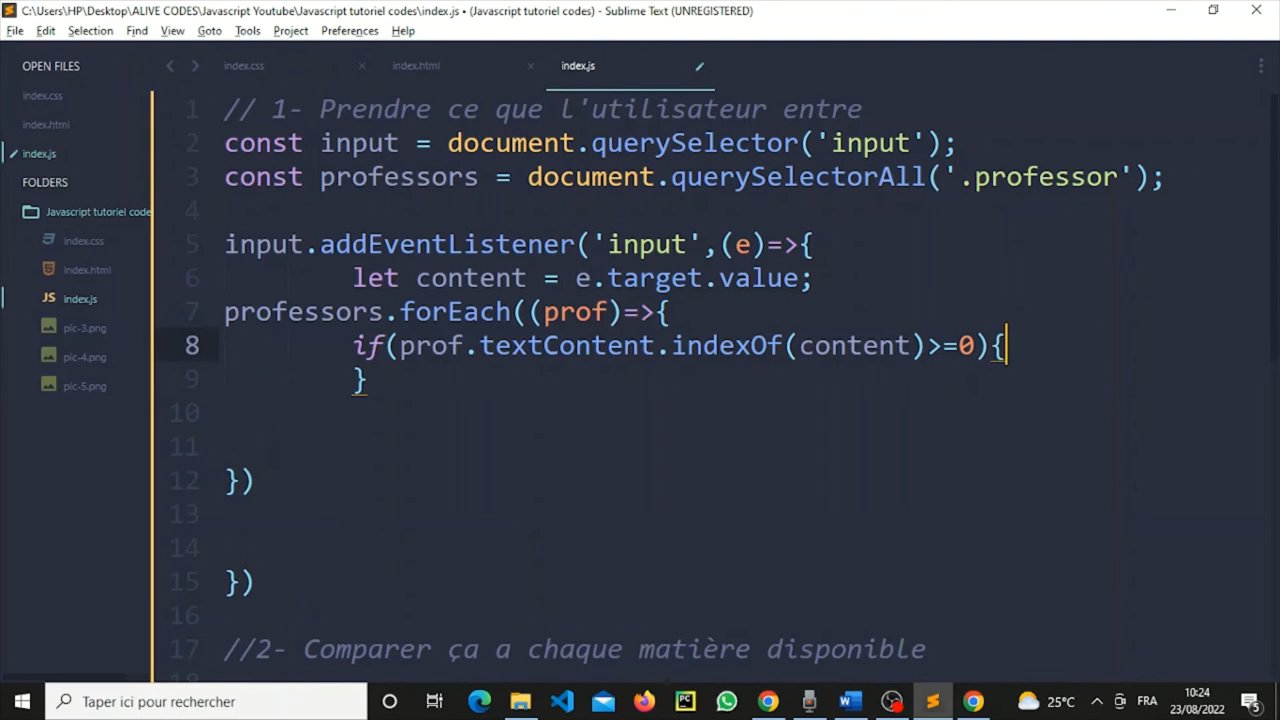 C:\Users\HP\Desktop\ALIVE CODES\Javascript Youtube\Javascript tutoriel codes\index.js • (Javascript tutoriel codes) - Sublime Text (UNREGISTERED)
File Edit Selection Find View Goto Tools Project Preferences Help
OPEN FILES
index.css
index.html
index.js
FOLDERS
Javascript tutoriel code
index.css
index.html
JS index.js
pic-3.png
pic-4.png
pic-5.png
index.css index.html index.js
1 // 1- Prendre ce que l'utilisateur entre
2 const input = document.querySelector('input');
3 const professors = document.querySelectorAll('.professor');
4
5 input.addEventListener('input',(e)=>{
6 let content = e.target.value;
7 professors.forEach((prof)=>{
8 if(prof.textContent.indexOf(content)>=0){
9 }
10
11
12 })
13
14
15 })
16
17 //2- Comparer ça a chaque matière disponible
Taper ici pour rechercher
PC
W
25°C
FRA
10:24
23/08/2022
5